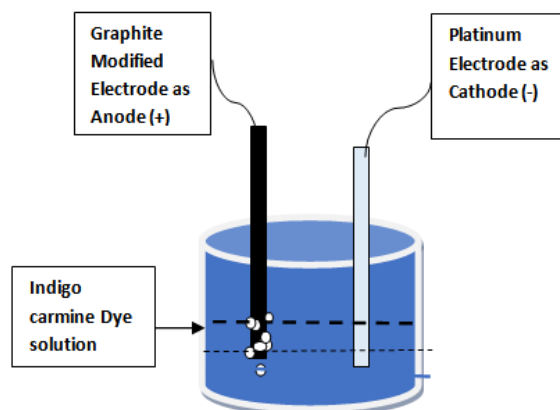 Graphite
Modified
Electrode as
Anode (+)
Platinum
Electrode as
Cathode (-)
Indigo
carmine Dye
solution